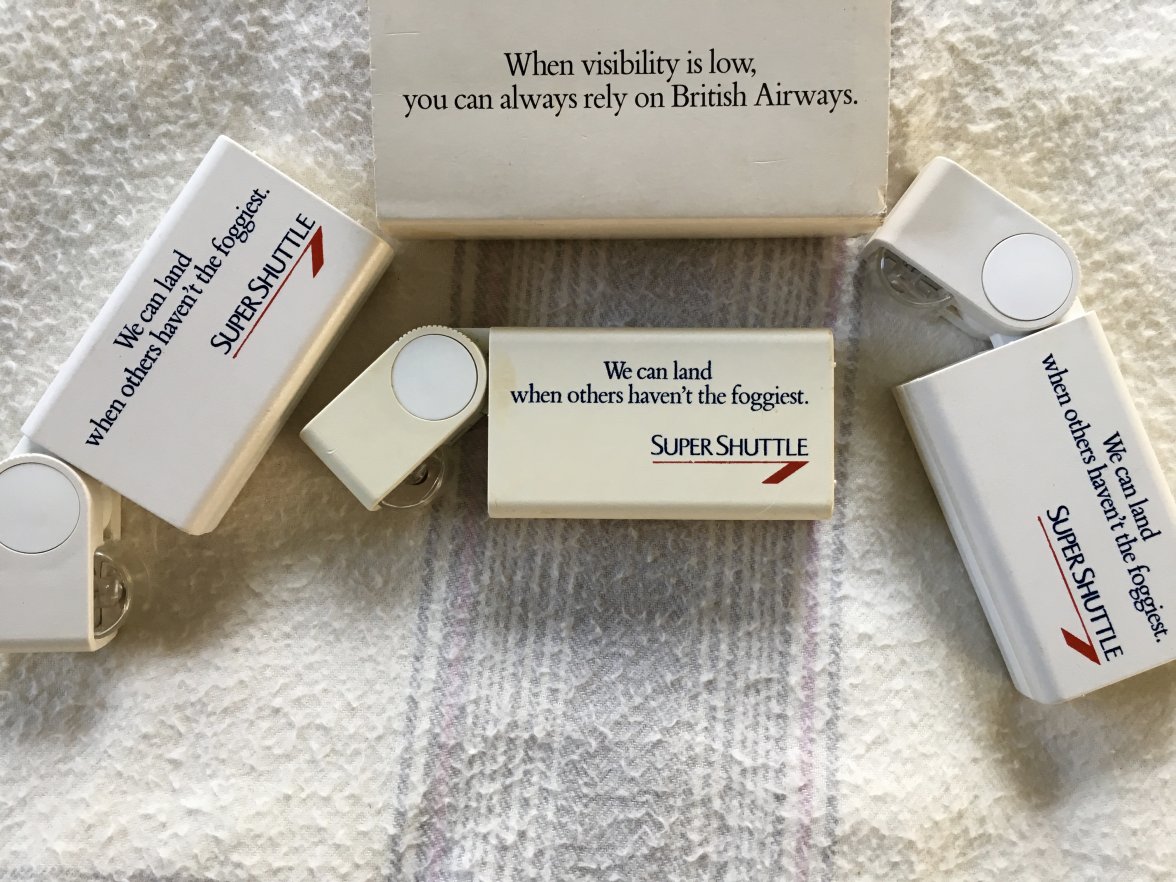 When visibility is low,
you can always rely on British Airways.
We can land
when others haven't the foggiest.
SUPER SHUTTLE
We can land
when others haven't the foggiest.
SUPER SHUTTLE
We can land
when others haven't the foggiest.
SUPER SHUTTLE